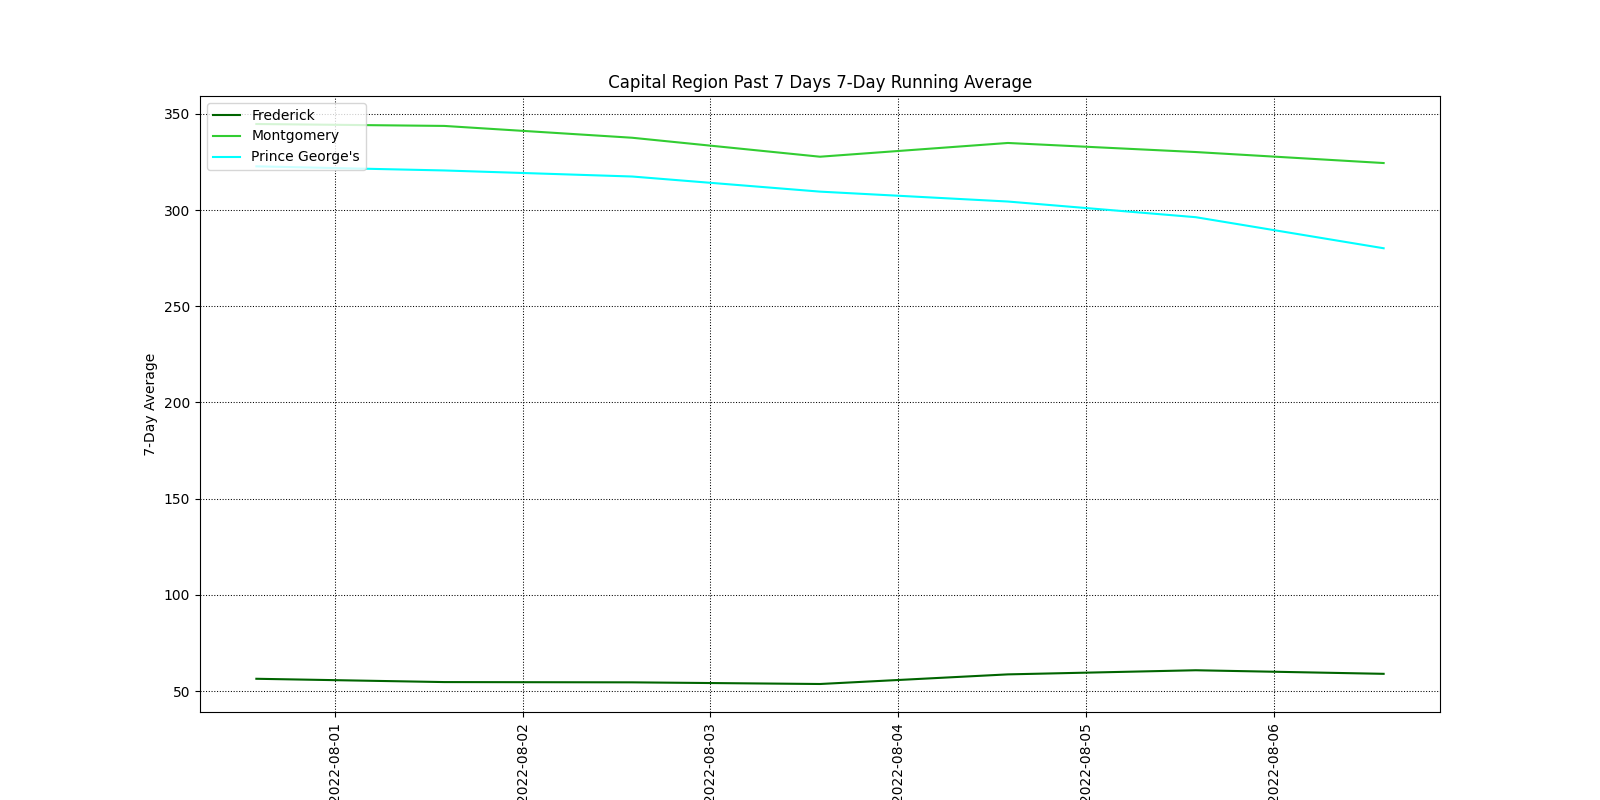 Capital Region Past 7 Days 7-Day Running Average
Frederick
Montgomery
Prince George's
350
300
250
200
150
100
50
7-Day Average
2022-08-01
2022-08-02
2022-08-03
2022-08-04
2022-08-05
2022-08-06